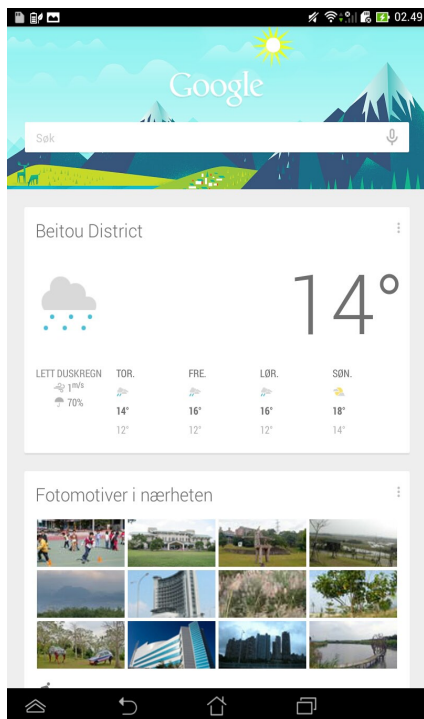 02.49
Google
Søk
Beitou District
14°
LETT DUSKREGN
1m/s
70%
TOR. FRE. LØR. SØN.
14° 16° 16° 18°
12° 12° 12° 14°
Fotomotiver i nærheten